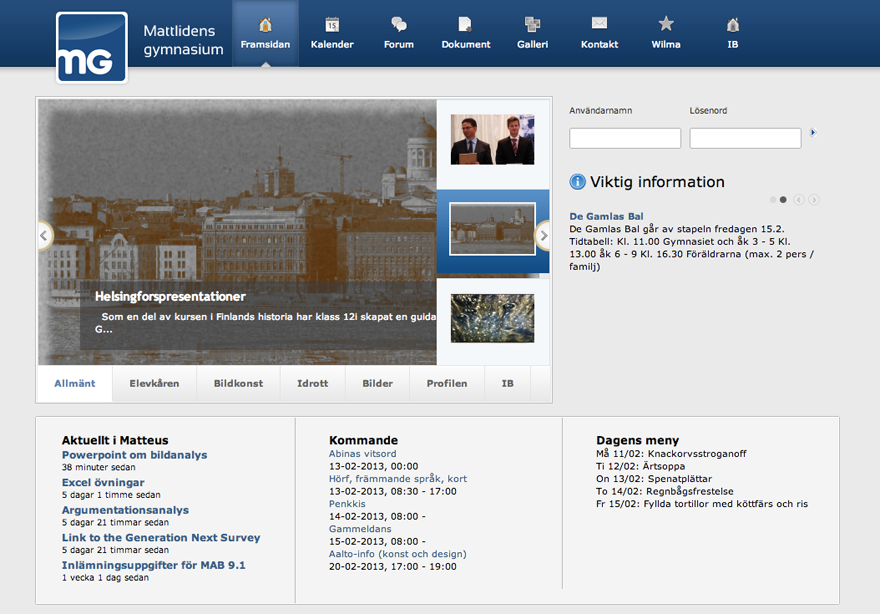 mG
Mattlidens
gymnasium
Framsidan
15
Kalender
Forum
Dokument
Galleri
Kontakt
Wilma
IB
Helsingforspresentationer
Som en del av kursen i Finlands historia har klass 12i skapat en guida
G...
Allmänt
Elevkåren
Bildkonst
Idrott
Bilder
Profilen
IB
Användarnamn
Lösenord
i Viktig information
De Gamlas Bal
De Gamlas Bal går av stapeln fredagen 15.2.
Tidtabell: Kl. 11.00 Gymnasiet och åk 3 - 5 Kl.
13.00 åk 6 - 9 Kl. 16.30 Föräldrarna (max. 2 pers /
familj)
Aktuellt i Matteus
Powerpoint om bildanalys
38 minuter sedan
Excel övningar
5 dagar 1 timme sedan
Argumentationsanalys
5 dagar 21 timmar sedan
Link to the Generation Next Survey
5 dagar 21 timmar sedan
Inlämningsuppgifter för MAB 9.1
1 vecka 1 dag sedan
Kommande
Abinas vitsord
13-02-2013, 00:00
Hörf, främmande språk, kort
13-02-2013, 08:30 - 17:00
Penkkis
14-02-2013, 08:00 -
Gammeldans
15-02-2013, 08:00 -
Aalto-info (konst och design)
20-02-2013, 17:00 - 19:00
Dagens meny
Må 11/02: Knackorvsstroganoff
Ti 12/02: Ärtsoppa
On 13/02: Spenatplättar
To 14/02: Regnbågsfrestelse
Fr 15/02: Fyllda tortillor med köttfärs och ris